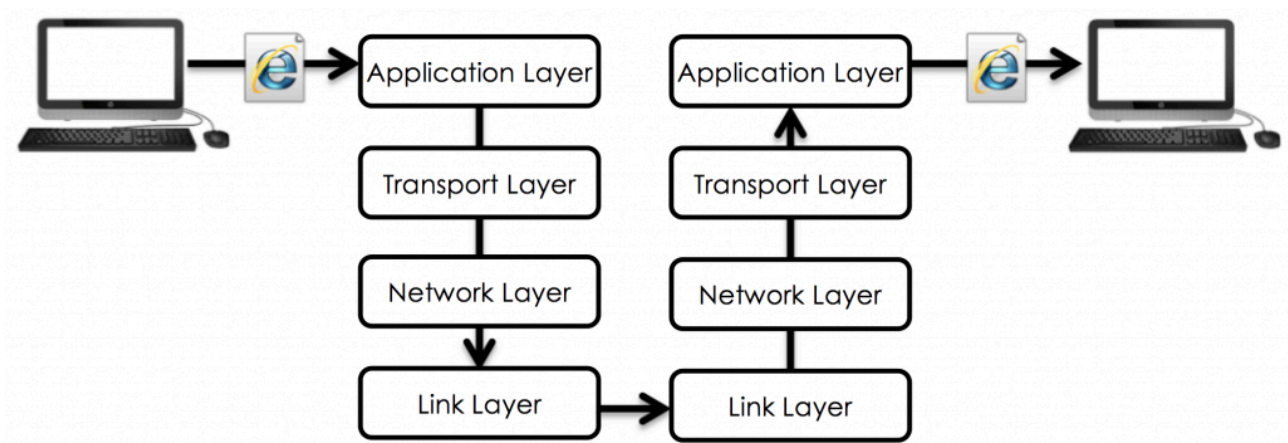 Application Layer
Application Layer
Transport Layer
Transport Layer
Network Layer
Network Layer
Link Layer
Link Layer